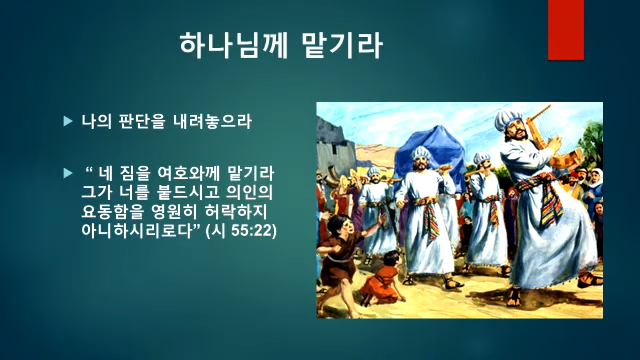 하나님께 맡기라
나의 판단을 내려놓으라
“ 네 짐을 여호와께 맡기라
그가 너를 붙드시고 의인의
요동함을 영원히 허락하지
아니하시리로다” (시 55:22)